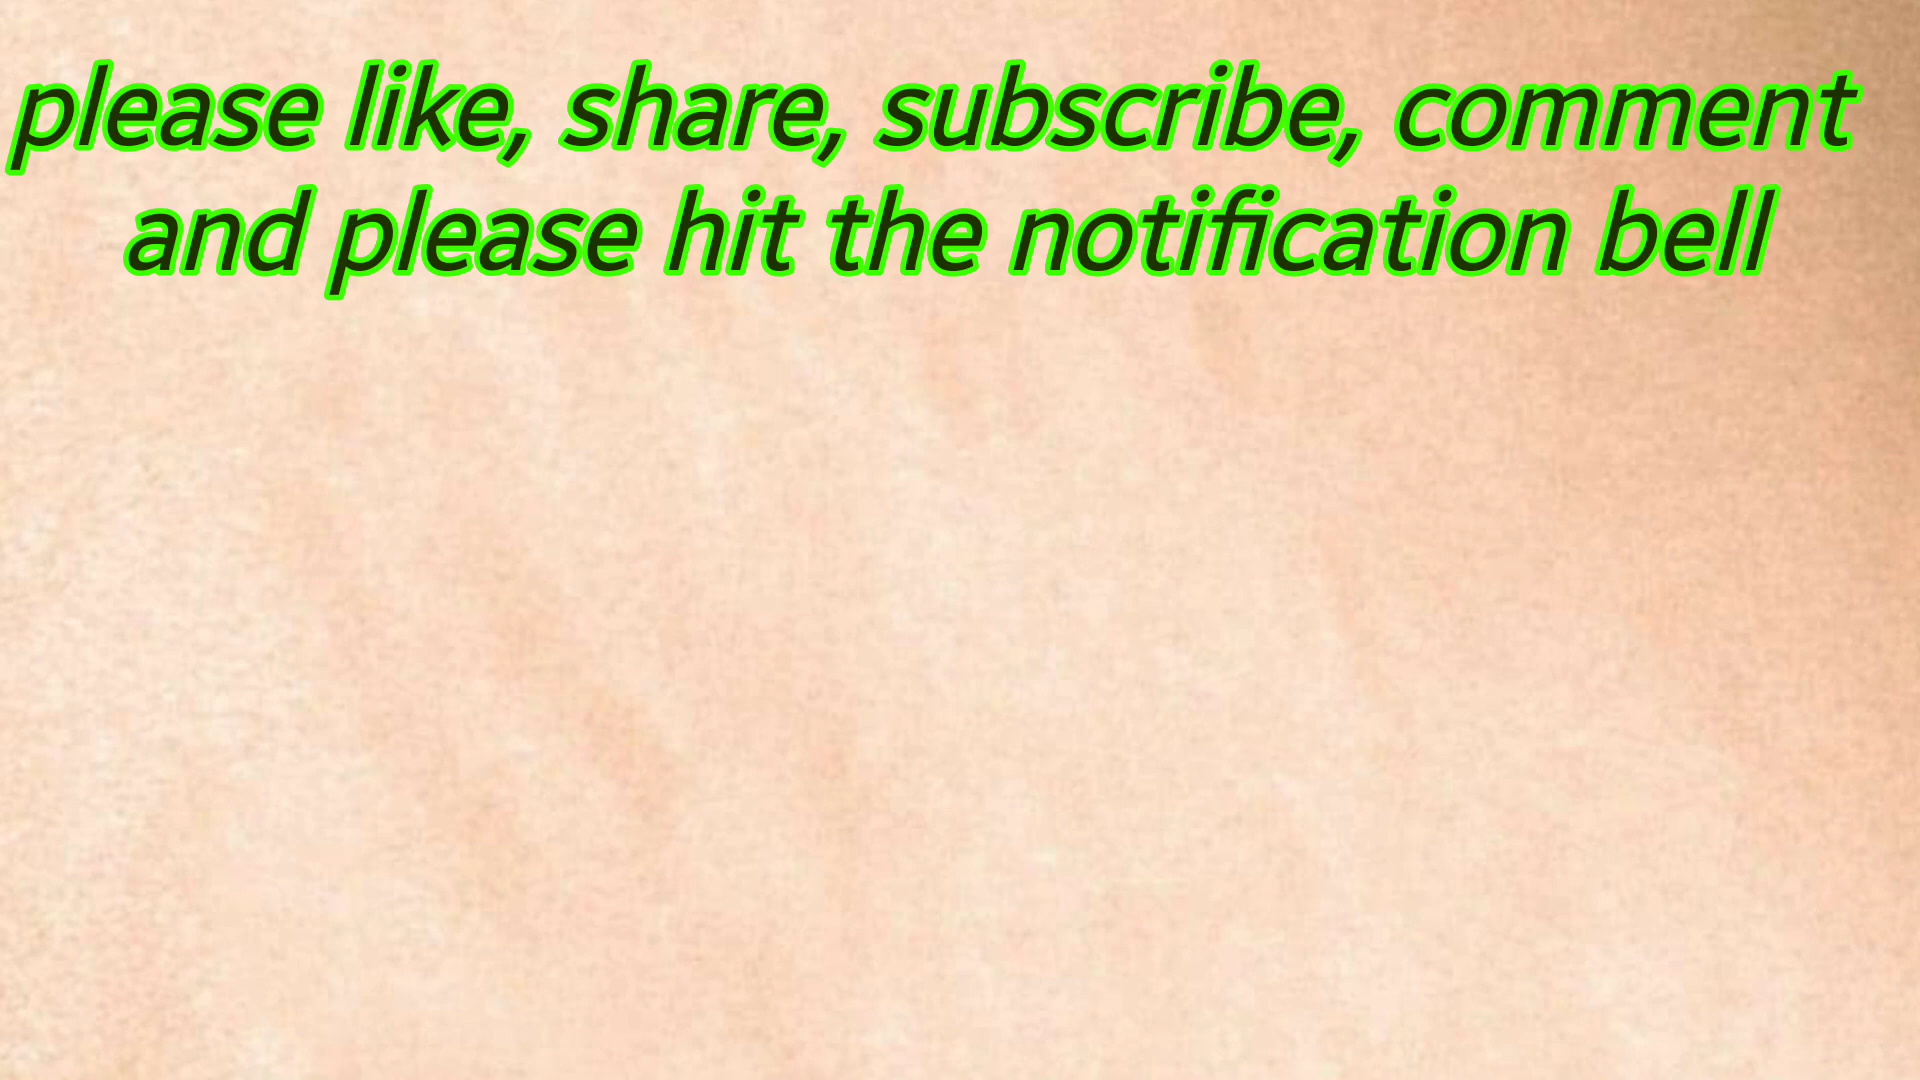 please like, share, subscribe, comment
and please hit the notification bell